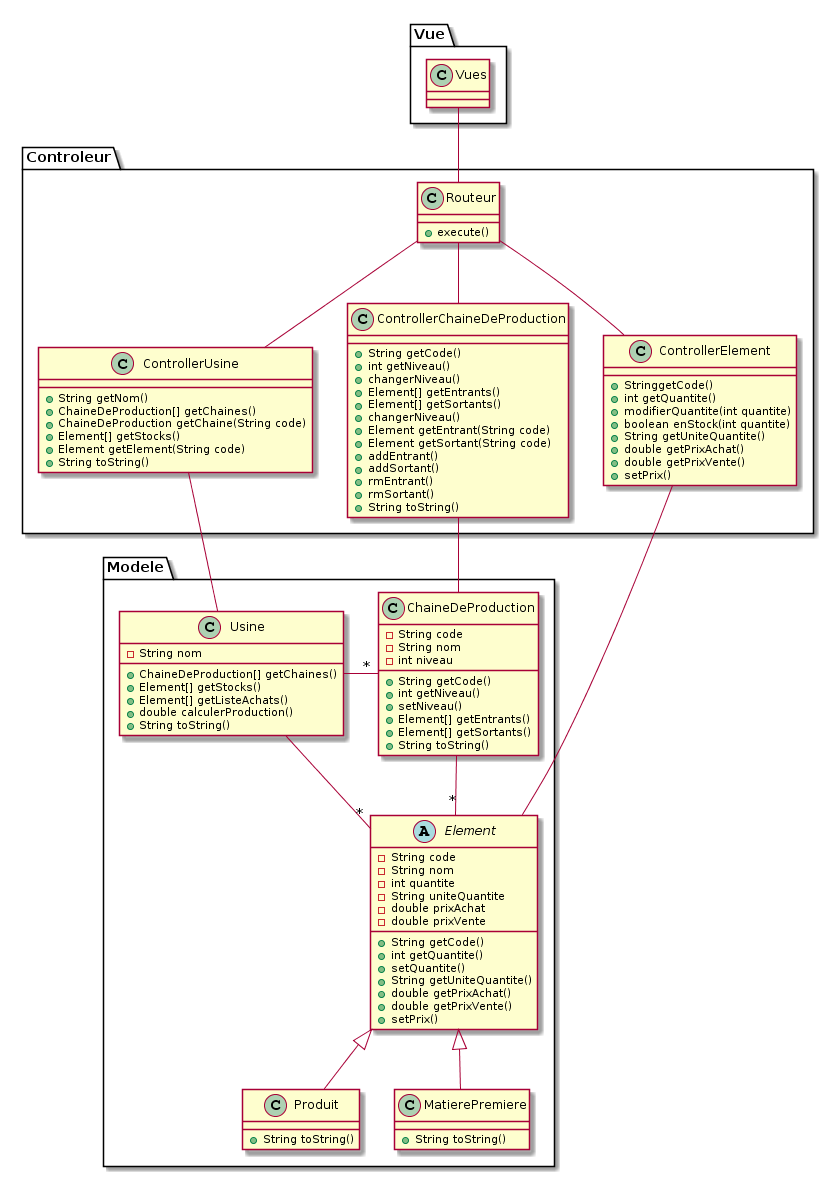 Vue
C Vues
Controleur
C Routeur
execute()
C ControllerUsine
String getNom()
ChaineDeProduction[] getChaines()
ChaineDeProduction getChaine(String code)
Element[] getStocks()
Element getElement(String code)
String toString()
C ControllerChaineDeProduction
String getCode()
int getNiveau()
changerNiveau()
Element[] getEntrants()
Element[] getSortants()
changerNiveau()
Element getEntrant(String code)
Element getSortant(String code)
addEntrant()
addSortant()
rmEntrant()
rmSortant()
String toString()
C ControllerElement
StringgetCode()
int getQuantite()
modifierQuantite(int quantite)
boolean enStock(int quantite)
String getUniteQuantite()
double getPrixAchat()
double getPrixVente()
setPrix()
Modele
C Usine
String nom
ChaineDeProduction[] getChaines()
Element[] getStocks()
Element[] getListeAchats()
double calculerProduction()
String toString()
*
C ChaineDeProduction
String code
String nom
int niveau
String getCode()
int getNiveau()
setNiveau()
Element[] getEntrants()
Element[] getSortants()
String toString()
*
*
A Element
String code
String nom
int quantite
String uniteQuantite
double prixAchat
double prixVente
String getCode()
int getQuantite()
setQuantite()
String getUniteQuantite()
double getPrixAchat()
double getPrixVente()
setPrix()
C Produit
String toString()
C MatierePremiere
String toString()